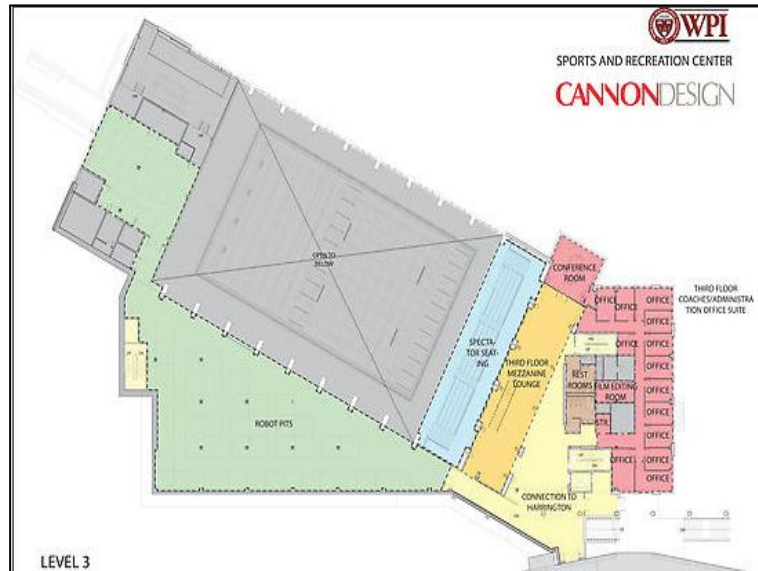 WPI
SPORTS AND RECREATION CENTER
CANNONDESIGN
OPEN TO
BELOW
CONFERENCE
ROOM
THIRD FLOOR
COACHES/ADMINISTRA
TION OFFICE SUITE
OFFICE
OFFICE
OFFICE
OFFICE
OFFICE
OFFICE
SPECTA-
TOR SEAT-
ING
THIRD FLOOR
MEZZANINE
LOUNGE
OFFICE
OFFICE
REST
ROOMS
FILM EDITING
ROOM
OFFICE
OFFICE
OFFICE
ROBOT PITS
OFFICE
OFFICE
OFFICE
CONNECTION TO
HARRINGTON
LEVEL 3